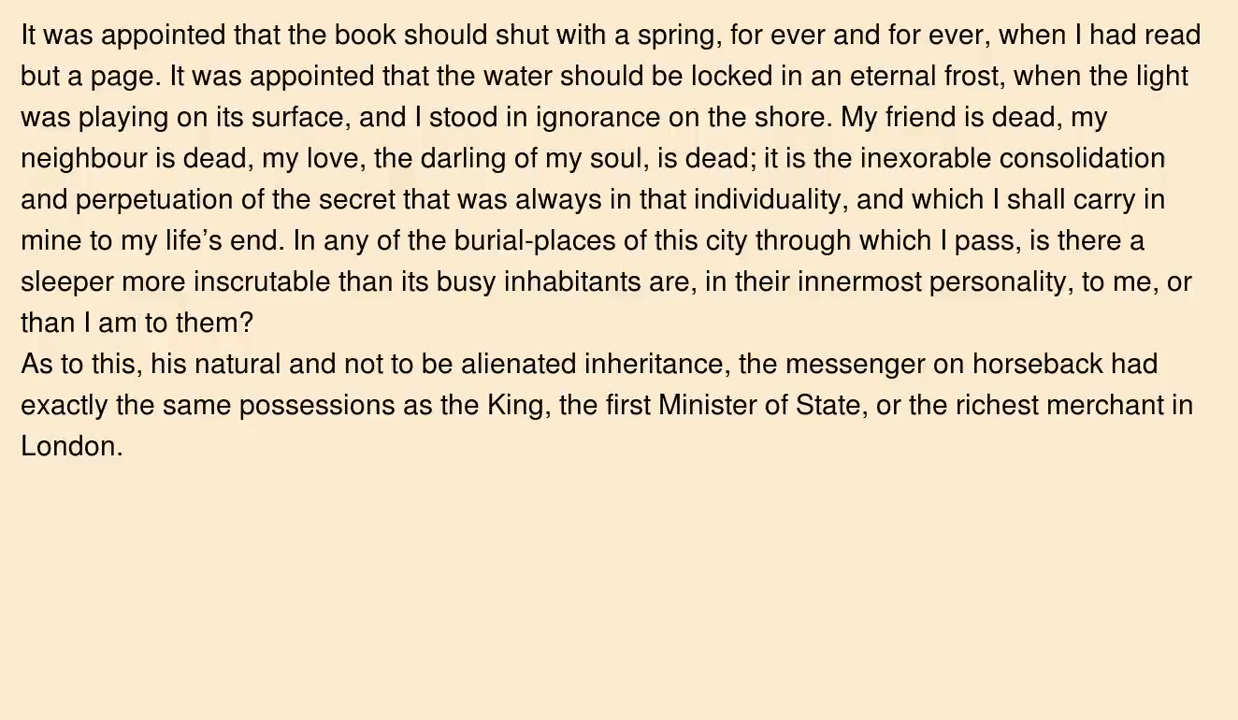 It was appointed that the book should shut with a spring, for ever and for ever, when I had read
but a page. It was appointed that the water should be locked in an eternal frost, when the light
was playing on its surface, and I stood in ignorance on the shore. My friend is dead, my
neighbour is dead, my love, the darling of my soul, is dead; it is the inexorable consolidation
and perpetuation of the secret that was always in that individuality, and which I shall carry in
mine to my life’s end. In any of the burial-places of this city through which I pass, is there a
sleeper more inscrutable than its busy inhabitants are, in their innermost personality, to me, or
than I am to them?
As to this, his natural and not to be alienated inheritance, the messenger on horseback had
exactly the same possessions as the King, the first Minister of State, or the richest merchant in
London.